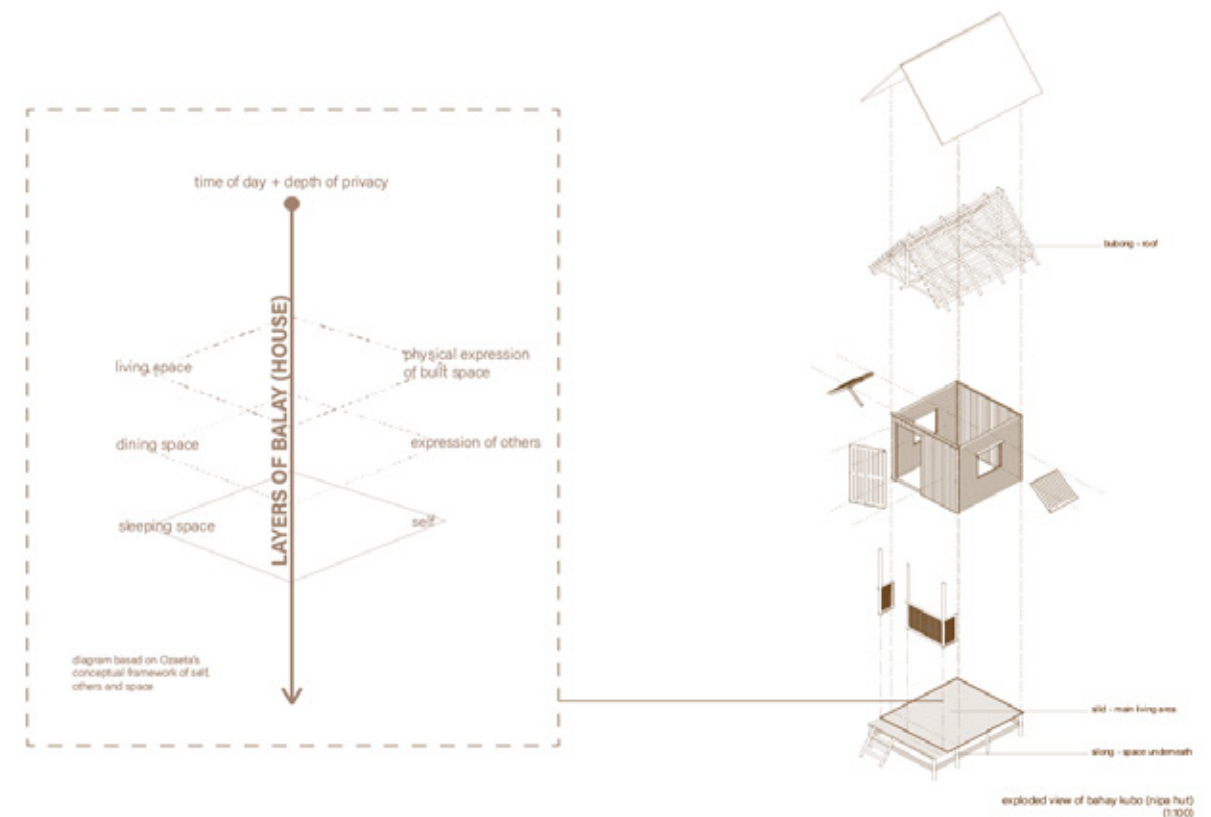 time of day + depth of privacy
LAYERS OF BALAY (HOUSE)
living space
physical expression
of built space
dining space
expression of others
sleeping space
self
diagram based on Ozaeta's
conceptual framework of self,
others and space
bubong - roof
silid - main living area
silong - space underneath
exploded view of bahay kubo (nipa hut)
(1:100)